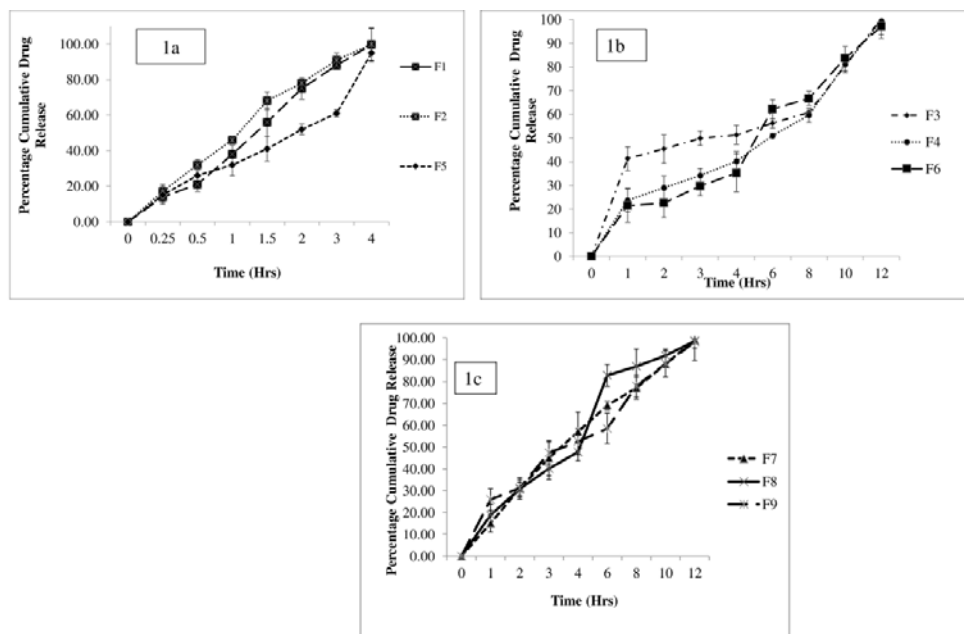 1a
Percentage Cumulative Drug
Release
100.00
80.00
60.00
40.00
20.00
0.00
0 0.25 0.5 1 1.5 2 3 4
Time (Hrs)
F1
F2
F5
1b
Percentage Cumulative Drug
Release
100
90
80
70
60
50
40
30
20
10
0
0 1 2 3 4 6 8 10 12
Time (Hrs)
F3
F4
F6
1c
Percentage Cumulative Drug Release
100.00
90.00
80.00
70.00
60.00
50.00
40.00
30.00
20.00
10.00
0.00
0 1 2 3 4 6 8 10 12
Time (Hrs)
F7
F8
F9